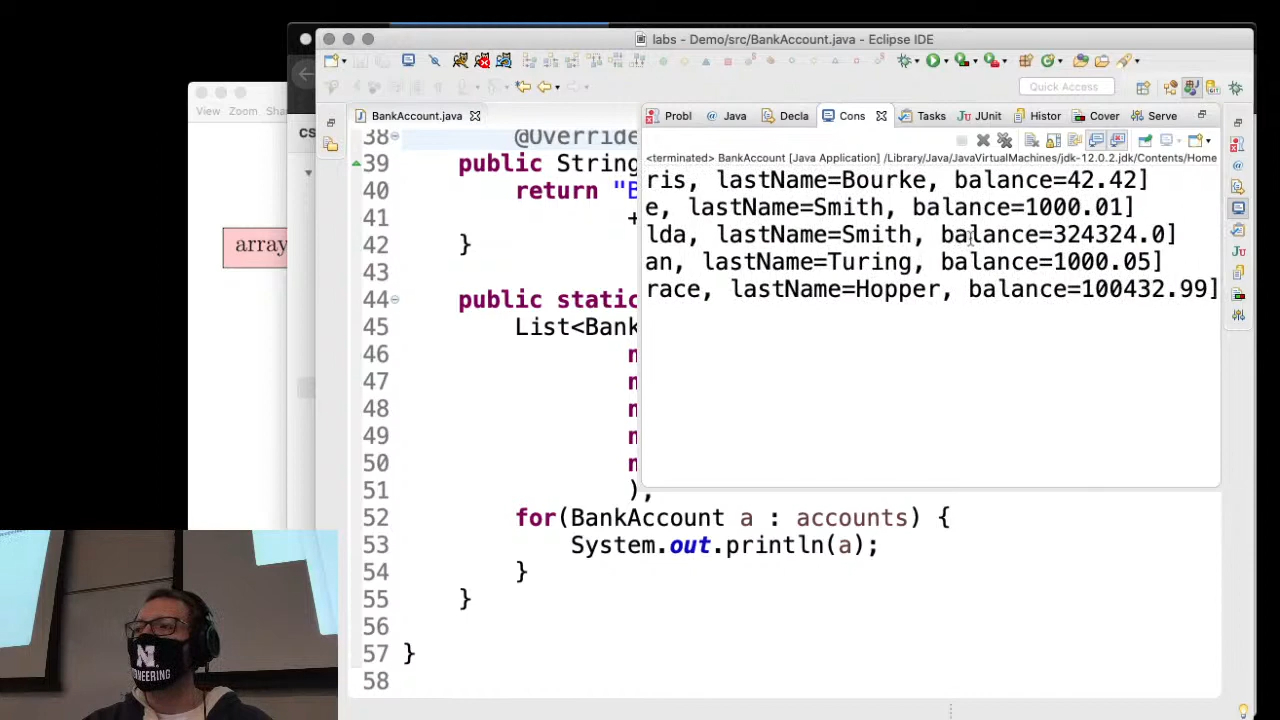 labs - Demo/src/BankAccount.java - Eclipse IDE
Quick Access
View Zoom
BankAccount.java
Probl Java Decla Cons Tasks JUnit Histor Cover Serve
<terminated> BankAccount [Java Application] /Library/Java/JavaVirtualMachines/jdk-12.0.2.jdk/Contents/Home
ris, lastName=Bourke, balance=42.42]
e, lastName=Smith, balance=1000.01]
lda, lastName=Smith, balance=324324.0]
an, lastName=Turing, balance=1000.05]
race, lastName=Hopper, balance=100432.99]
array
38 @Override
39 public String
40 return "B
41 +
42 }
43
44 public static
45 List<Bank
46 n
47 n
48 n
49 n
50 n
51 ),
52 for(BankAccount a : accounts) {
53 System.out.println(a);
54 }
55 }
56
57 }
58
N